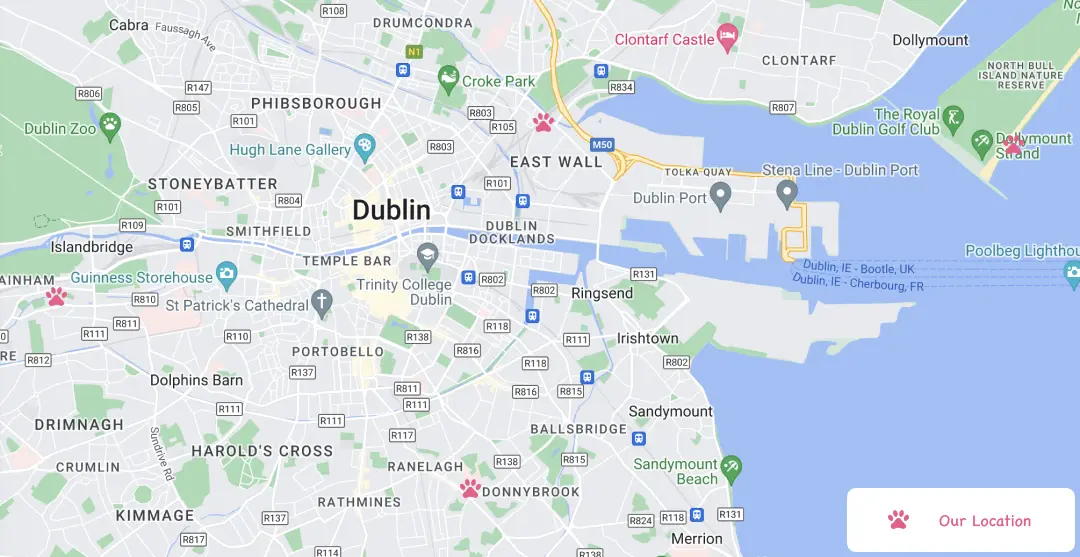 R108
DRUMCONDRA
Cabra
Faussagh Ave
Clontarf Castle
Dollymount
N1
CLONTARF
NORTH BULL
ISLAND NATURE
RESERVE
Croke Park
R147
R834
R806
R805
R807
R803
The Royal
Dublin Golf Club
R101
R105
Dublin Zoo
Dollymount
Strand
Hugh Lane Gallery
R803
M50
EAST WALL
TOLKA QUAY
Stena Line - Dublin Port
STONEYBATTER
R101
R804
Dublin Port
R101
Dublin
R109
SMITHFIELD
DUBLIN
DOCKLANDS
Islandbridge
Poolbeg Lighthou
TEMPLE BAR
Dublin, IE - Bootle, UK
Dublin, IE - Cherbourg, FR
AINHAM
Guinness Storehouse
Trinity College
Dublin
R802
R131
R802
Ringsend
R810
St Patrick's Cathedral
R811
R118
R111
R110
R138
R111
Irishtown
RE
R812
PORTOBELLO
R816
R118
R802
R137
Dolphins Barn
R811
R816
R815
R111
R111
Sandymount
DRIMNAGH
R111
R117
BALLSBRIDGE
Sumdrive Rd
HAROLD'S CROSS
CRUMLIN
RANELAGH
R138
R815
Sandymount
Beach
DONNYBROOK
RATHMINES
KIMMAGE
R137
R824
R118
R131
Our Location
R817
Merrion
R114
R138